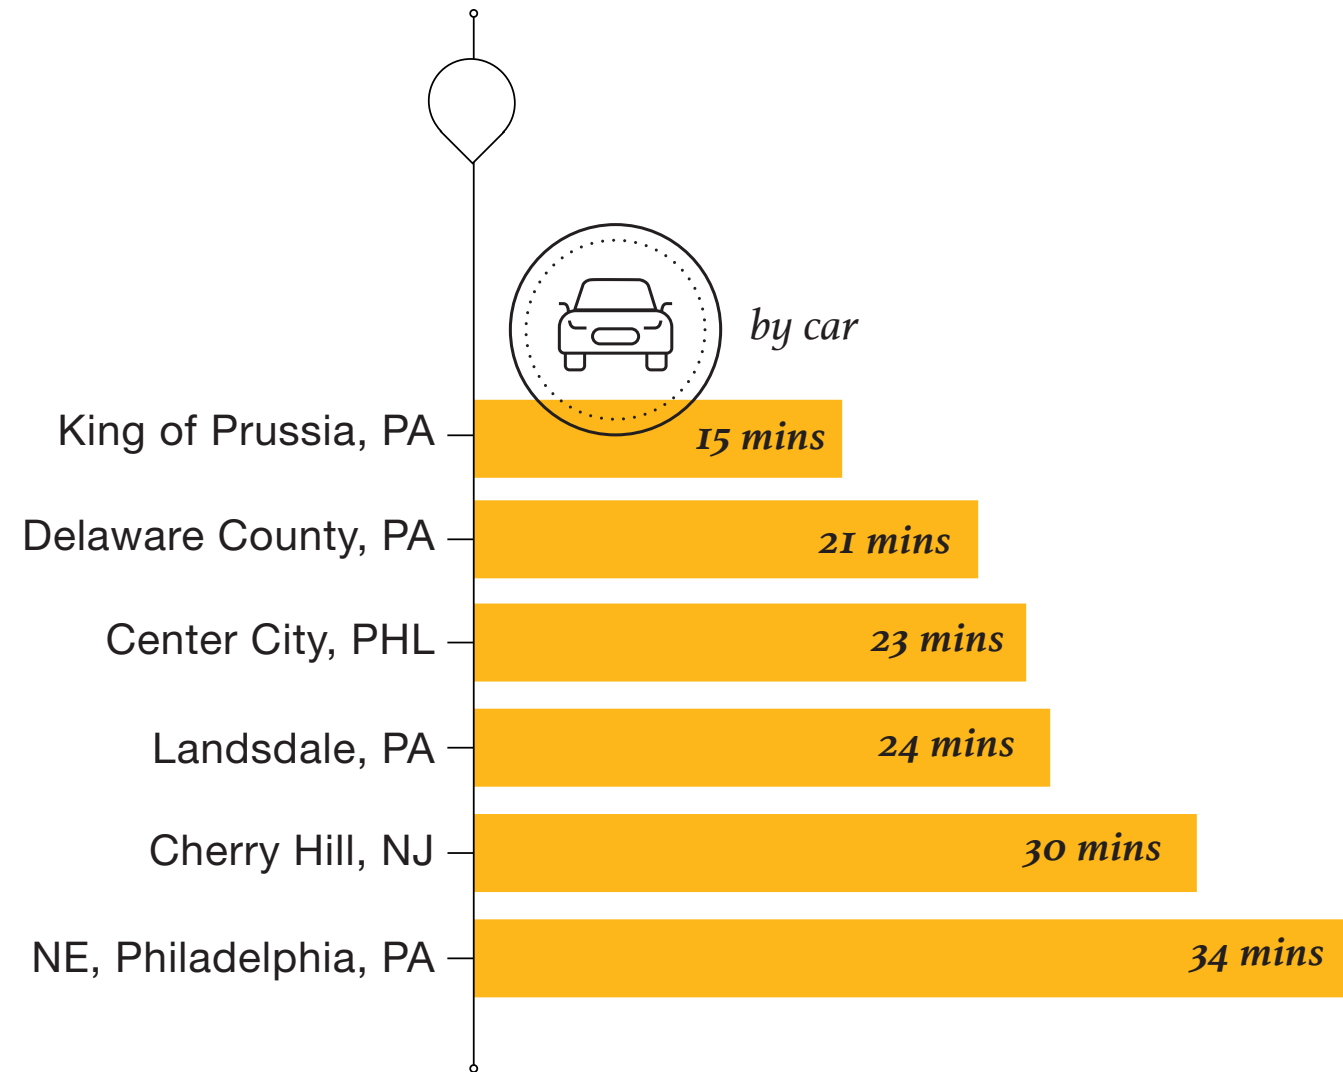 by car
King of Prussia, PA 15 mins
Delaware County, PA 21 mins
Center City, PHL 23 mins
Landsdale, PA 24 mins
Cherry Hill, NJ 30 mins
NE, Philadelphia, PA 34 mins